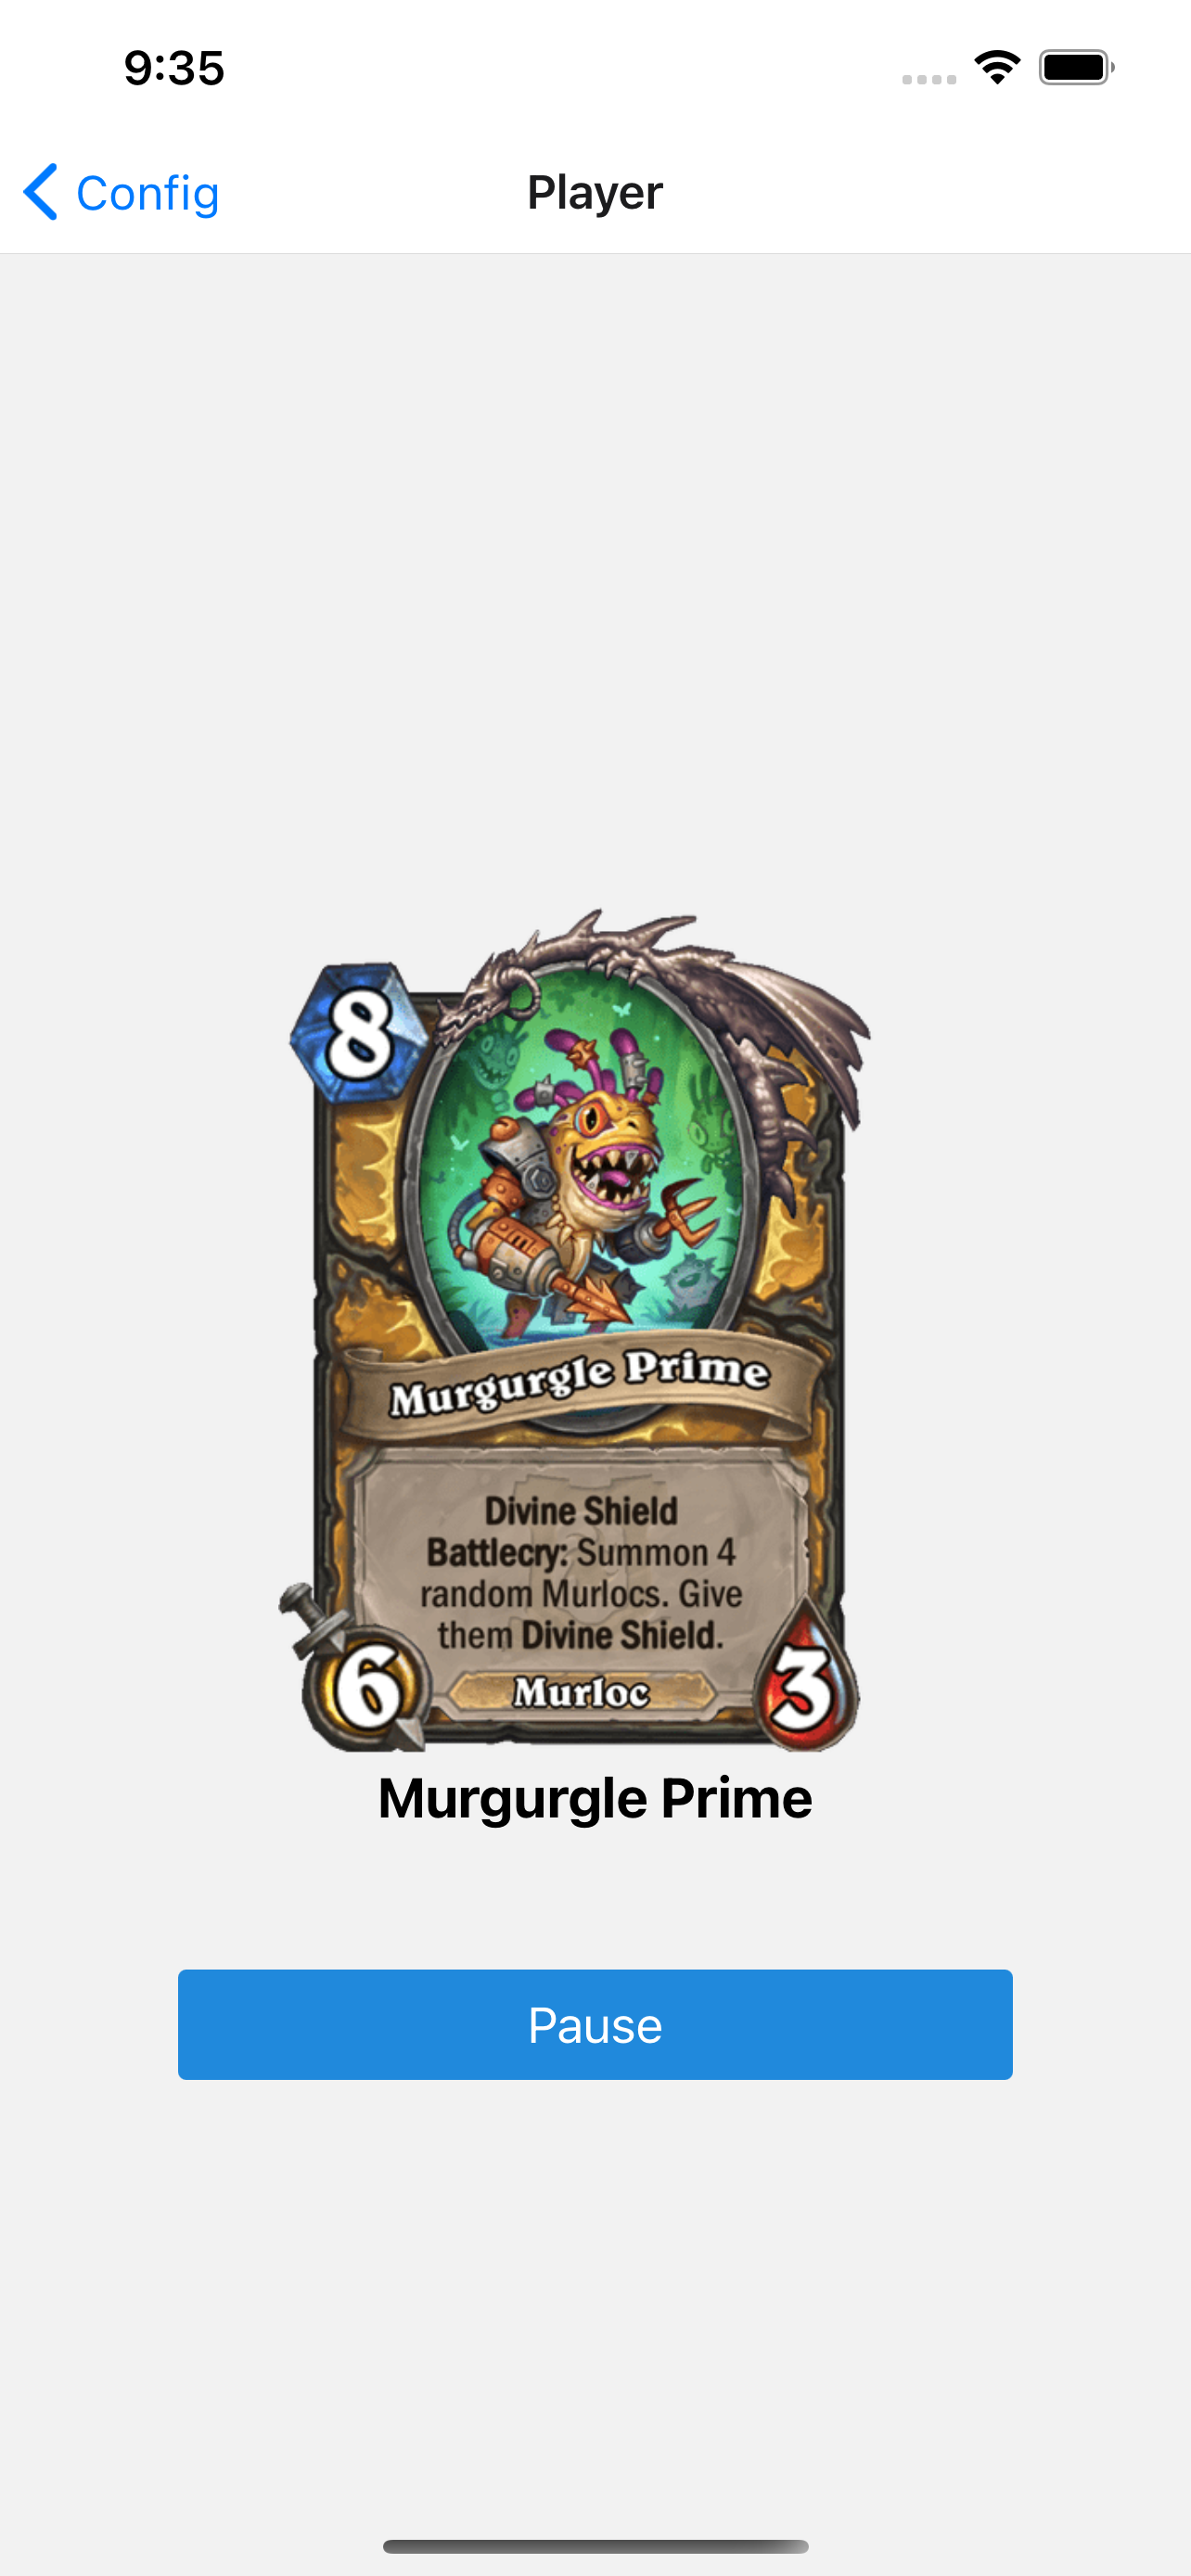 9:35
Config
Player
8
Murgurgle Prime
Divine Shield
Battlecry: Summon 4
random Murlocs. Give
them Divine Shield.
6
Murloc
3
Murgurgle Prime
Pause